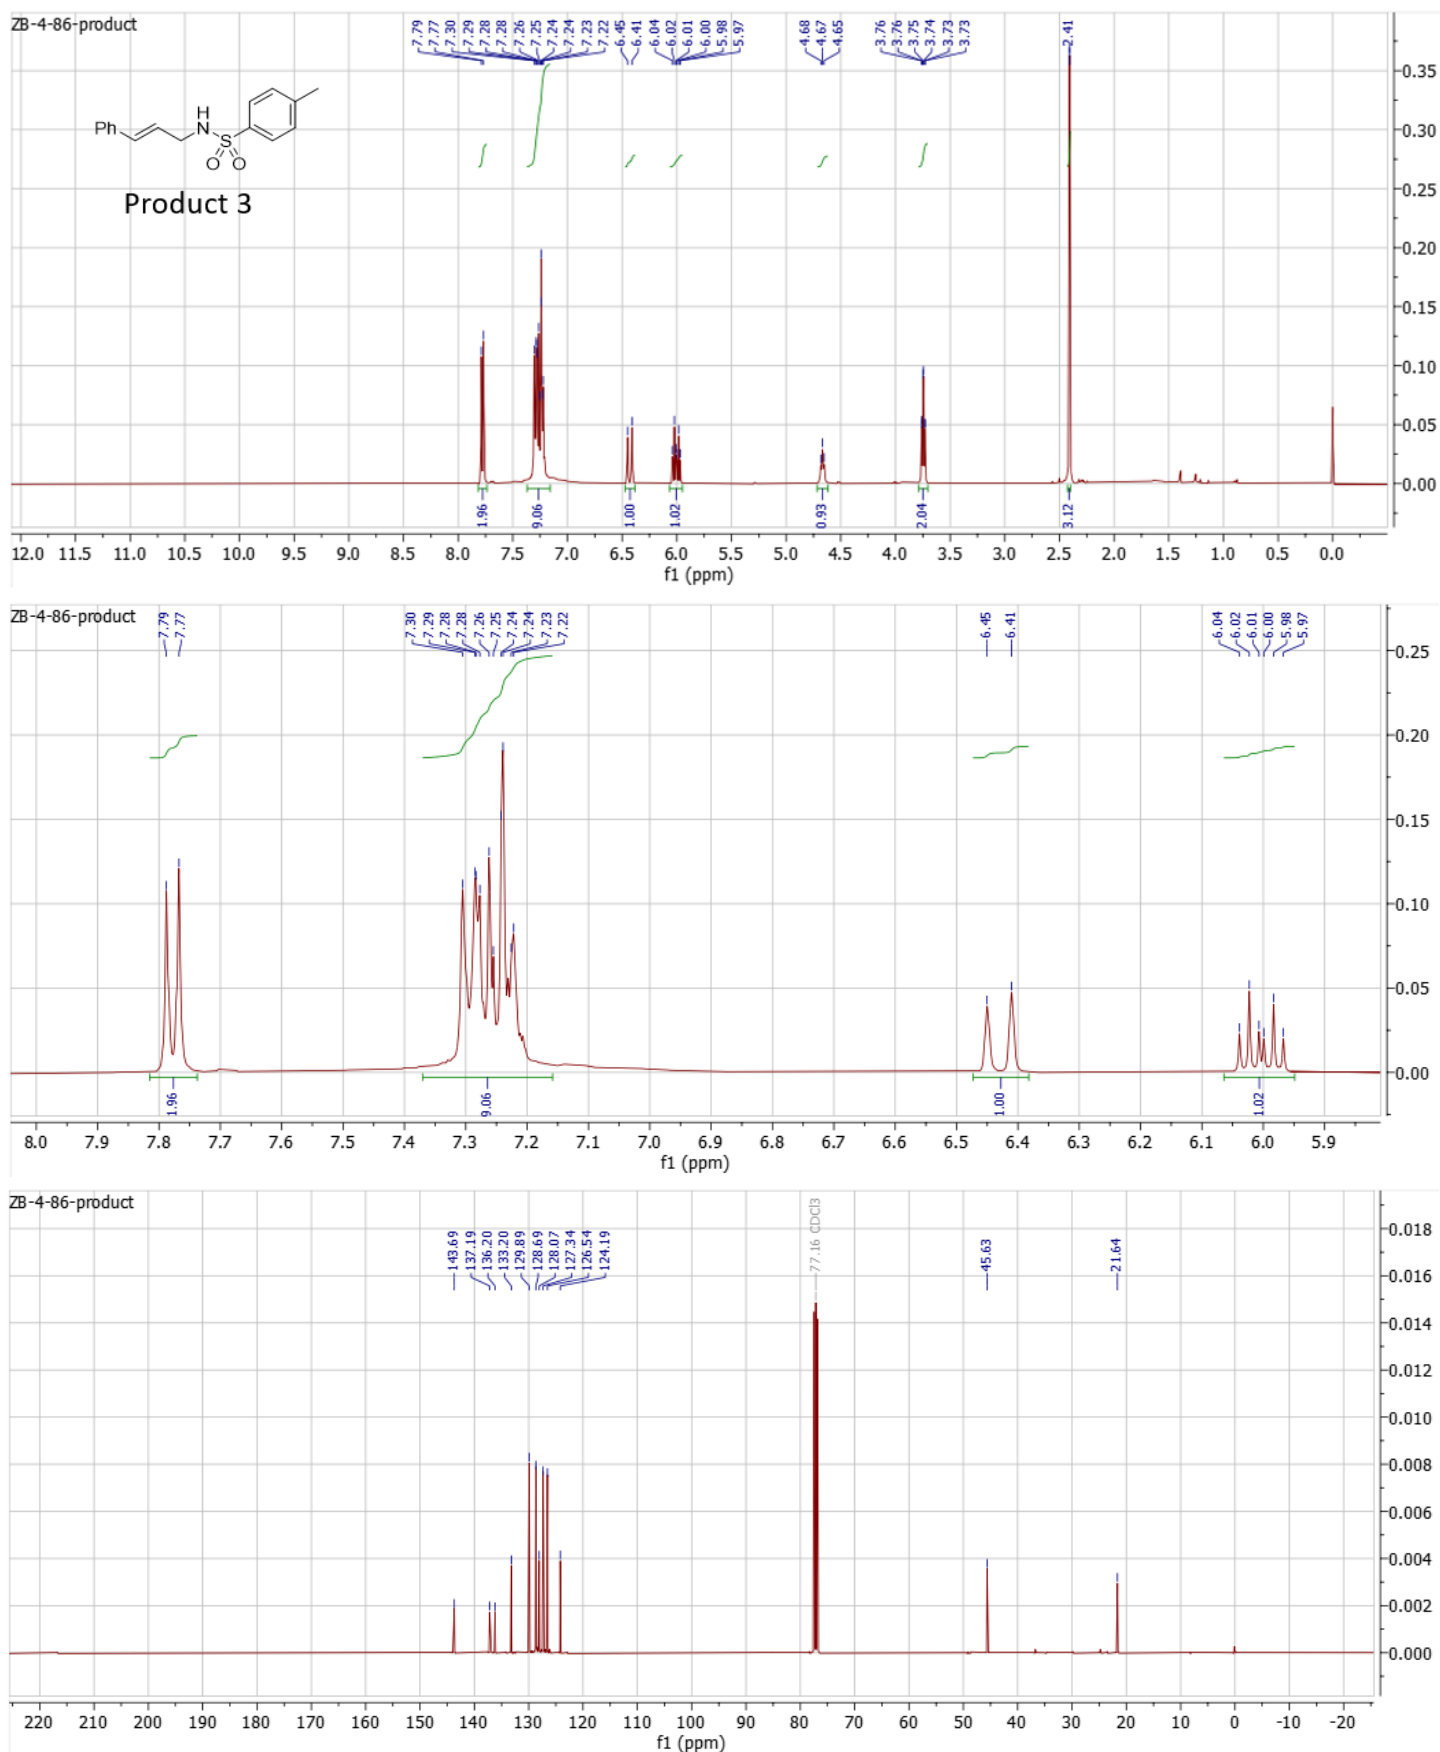 ZB-4-86-product
7.79 7.77 7.30 7.29 7.28 7.28 7.26 7.25 7.24 7.24 7.23 7.22 6.45 6.41 6.04 6.02 6.01 6.00 5.98 5.97 4.68 4.67 4.65 3.76 3.76 3.75 3.74 3.73 3.73 2.41
Ph H N S O O
Product 3
0.35
0.30
0.25
0.20
0.15
0.10
0.05
0.00
1.96 9.06 1.00 1.02 0.93 2.04 3.12
12.0 11.5 11.0 10.5 10.0 9.5 9.0 8.5 8.0 7.5 7.0 6.5 6.0 5.5 5.0 4.5 4.0 3.5 3.0 2.5 2.0 1.5 1.0 0.5 0.0
f1 (ppm)
ZB-4-86-product
7.79 7.77 7.30 7.29 7.28 7.28 7.26 7.25 7.24 7.24 7.23 7.22 6.45 6.41 6.04 6.02 6.01 6.00 5.98 5.97
0.25
0.20
0.15
0.10
0.05
0.00
1.96 9.06 1.00 1.02
8.0 7.9 7.8 7.7 7.6 7.5 7.4 7.3 7.2 7.1 7.0 6.9 6.8 6.7 6.6 6.5 6.4 6.3 6.2 6.1 6.0 5.9
f1 (ppm)
ZB-4-86-product
143.69 137.19 136.20 133.20 129.89 128.69 128.07 127.34 126.54 124.19 77.16 CDCl3 45.63 21.64
0.018
0.016
0.014
0.012
0.010
0.008
0.006
0.004
0.002
0.000
220 210 200 190 180 170 160 150 140 130 120 110 100 90 80 70 60 50 40 30 20 10 0 -10 -20
f1 (ppm)